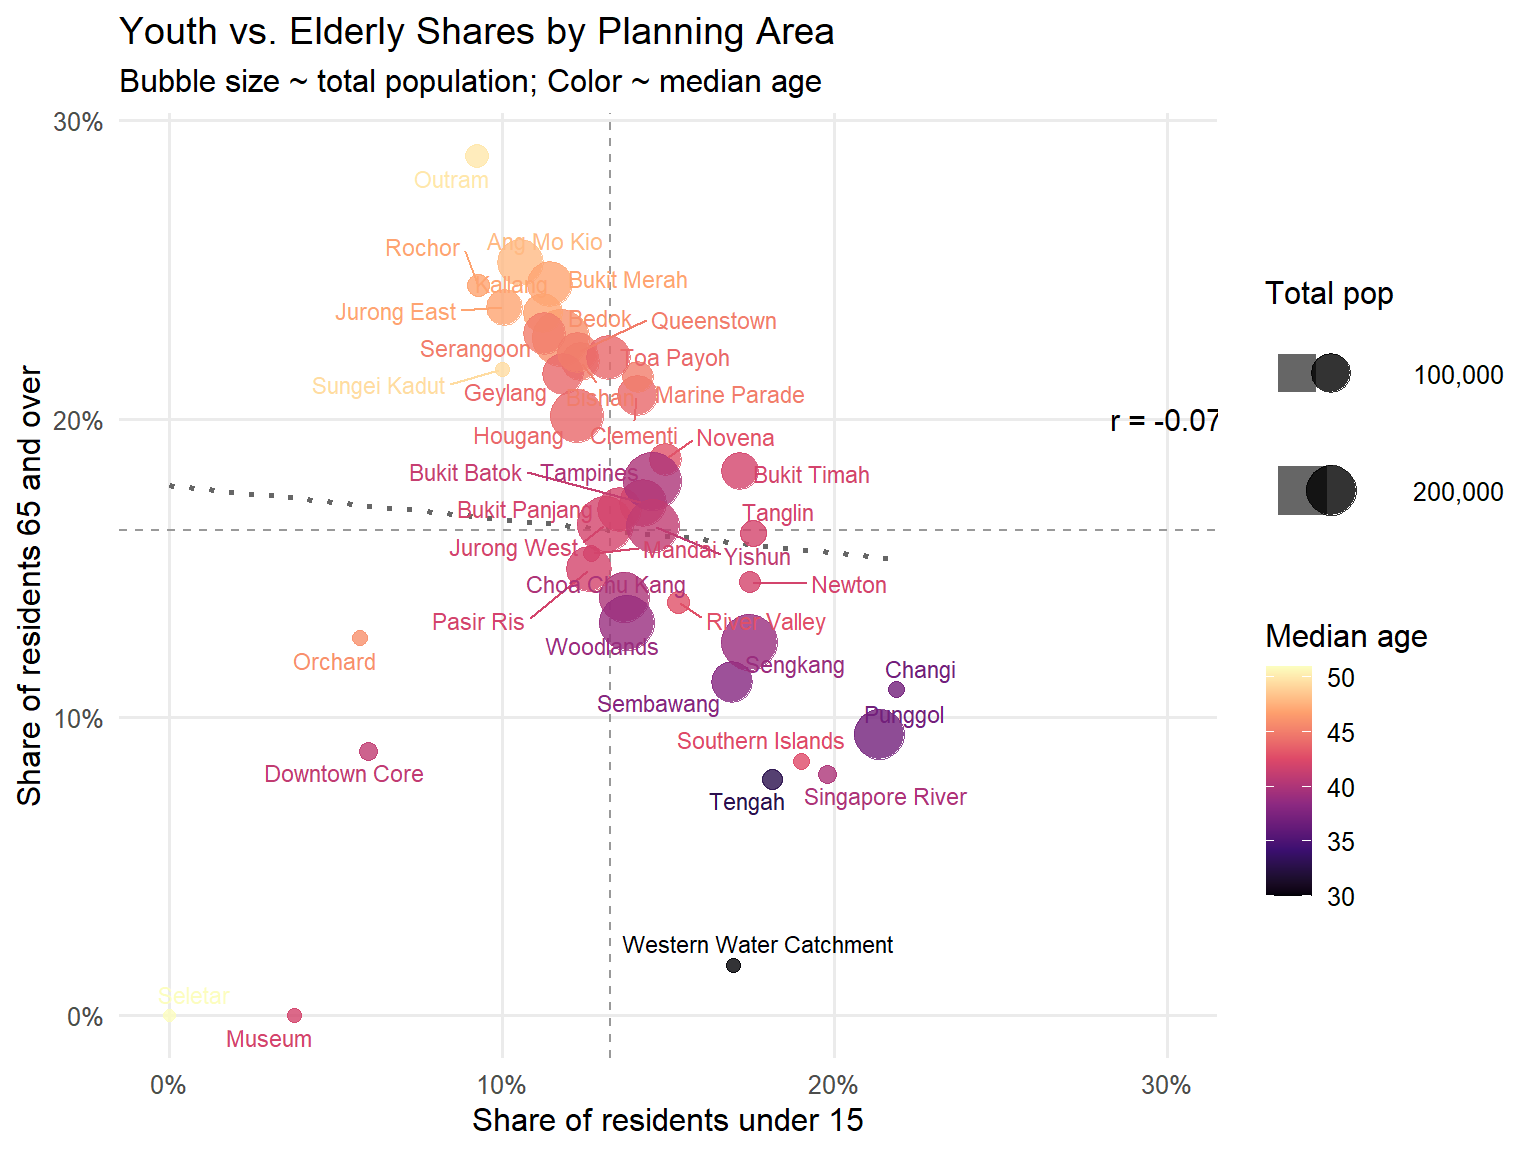 Youth vs. Elderly Shares by Planning Area
Bubble size ~ total population; Color ~ median age
30%
20%
10%
0%
Share of residents 65 and over
Outram
Rochor
Ang Mo Kio
Kallang
Bukit Merah
Jurong East
Bedok
Queenstown
Serangoon
Toa Payoh
Sungei Kadut
Geylang
Bishan
Marine Parade
Hougang
Clementi
Novena
Bukit Batok
Tampines
Bukit Timah
Bukit Panjang
Tanglin
Jurong West
Mandai
Yishun
Choa Chu Kang
Newton
Pasir Ris
River Valley
Woodlands
Orchard
Sengkang
Changi
Sembawang
Punggol
Southern Islands
Downtown Core
Tengah
Singapore River
Western Water Catchment
Seletar
Museum
r = -0.07
0%
10%
20%
30%
Share of residents under 15
Total pop
100,000
200,000
Median age
50
45
40
35
30